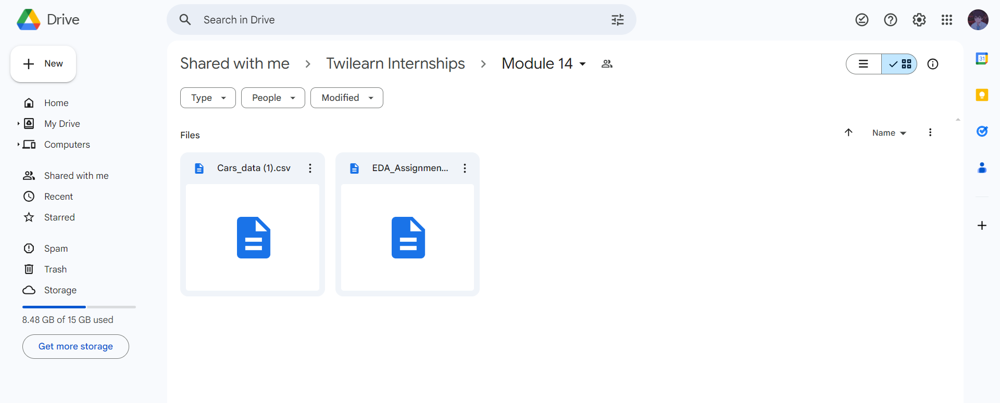 Drive
Search in Drive
New
Home
My Drive
Computers
Shared with me
Recent
Starred
Spam
Trash
Storage
8.48 GB of 15 GB used
Get more storage
Shared with me > Twilearn Internships > Module 14
Type People Modified
Files
Name
Cars_data (1).csv
EDA_Assignmen...
31